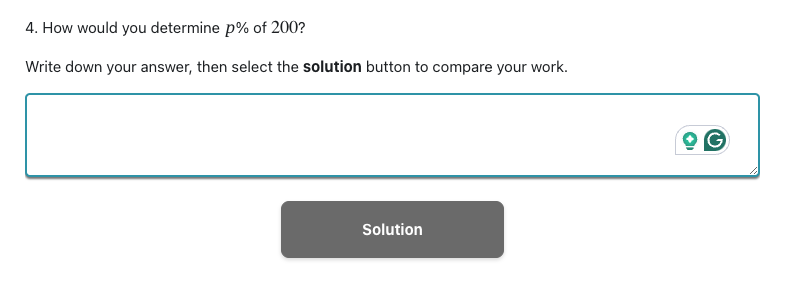 4. How would you determine p% of 200?
Write down your answer, then select the solution button to compare your work.
Solution